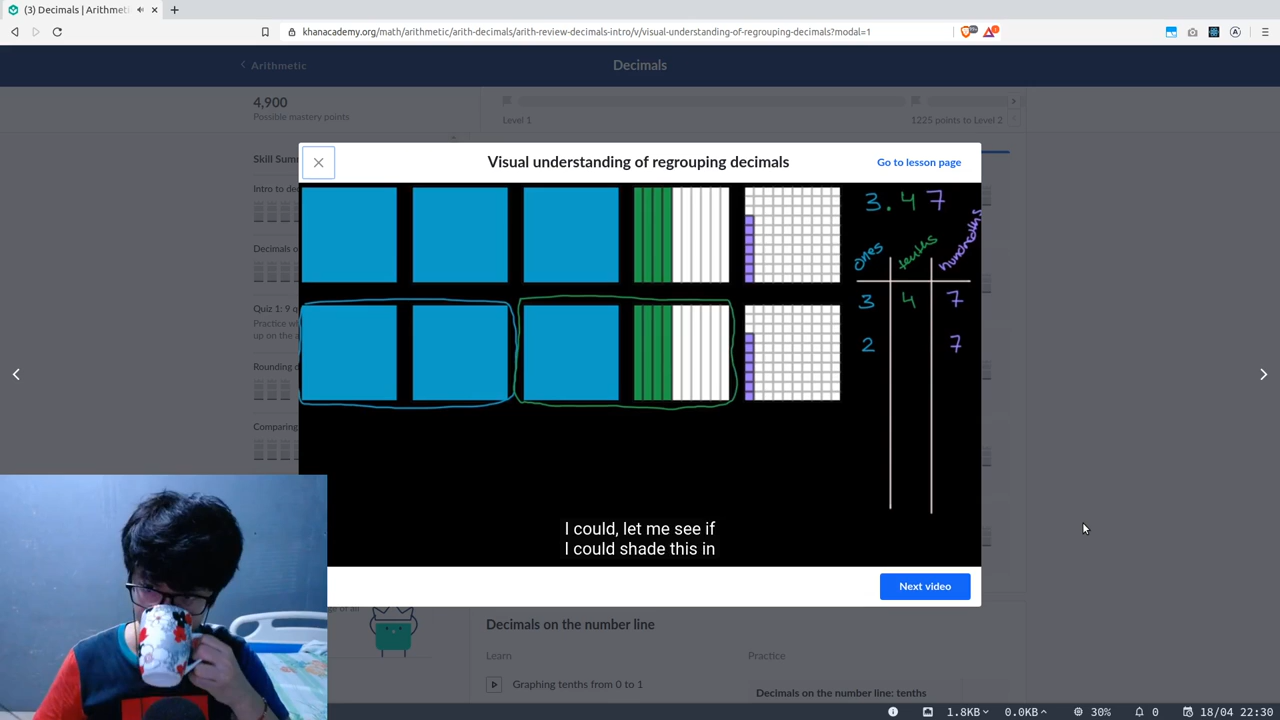 (3) Decimals | Arithmeti
khanacademy.org/math/arithmetic/arith-decimals/arith-review-decimals-intro/v/visual-understanding-of-regrouping-decimals?modal=1
Arithmetic
Decimals
4,900
Possible mastery points
Level 1
1225 points to Level 2
Skill Sum
Intro to de
Decimals o
Quiz 1: 9 q
Practice wh
up on the a
Rounding d
Comparing
Visual understanding of regrouping decimals
Go to lesson page
3.47
ones tenths hundredths
3 4 7
2 7
I could, let me see if
I could shade this in
Next video
Decimals on the number line
Learn
Practice
Graphing tenths from 0 to 1
Decimals on the number line: tenths
1.8KB 0.0KB 30% 0 18/04 22:30